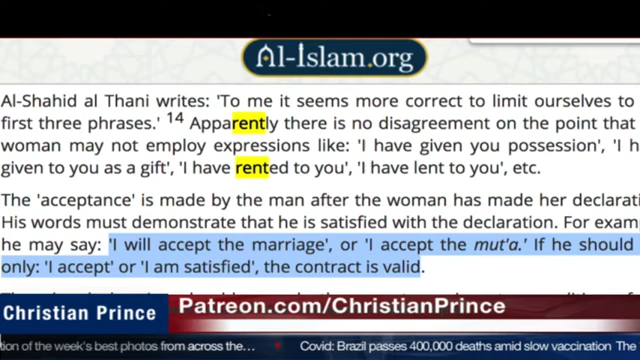 Al-Islam.org
Al-Shahid al Thani writes: 'To me it seems more correct to limit ourselves to
first three phrases.' 14 Apparently there is no disagreement on the point that
woman may not employ expressions like: 'I have given you possession', 'I h
given to you as a gift', 'I have rented to you', 'I have lent to you', etc.
The 'acceptance' is made by the man after the woman has made her declarati
His words must demonstrate that he is satisfied with the declaration. For examp
he may say: 'I will accept the marriage', or 'I accept the mut'a.' If he should
only: 'I accept' or 'I am satisfied', the contract is valid.
Christian Prince
Patreon.com/ChristianPrince
tion of the week's best photos from across the...
Covid: Brazil passes 400,000 deaths amid slow vaccination
The